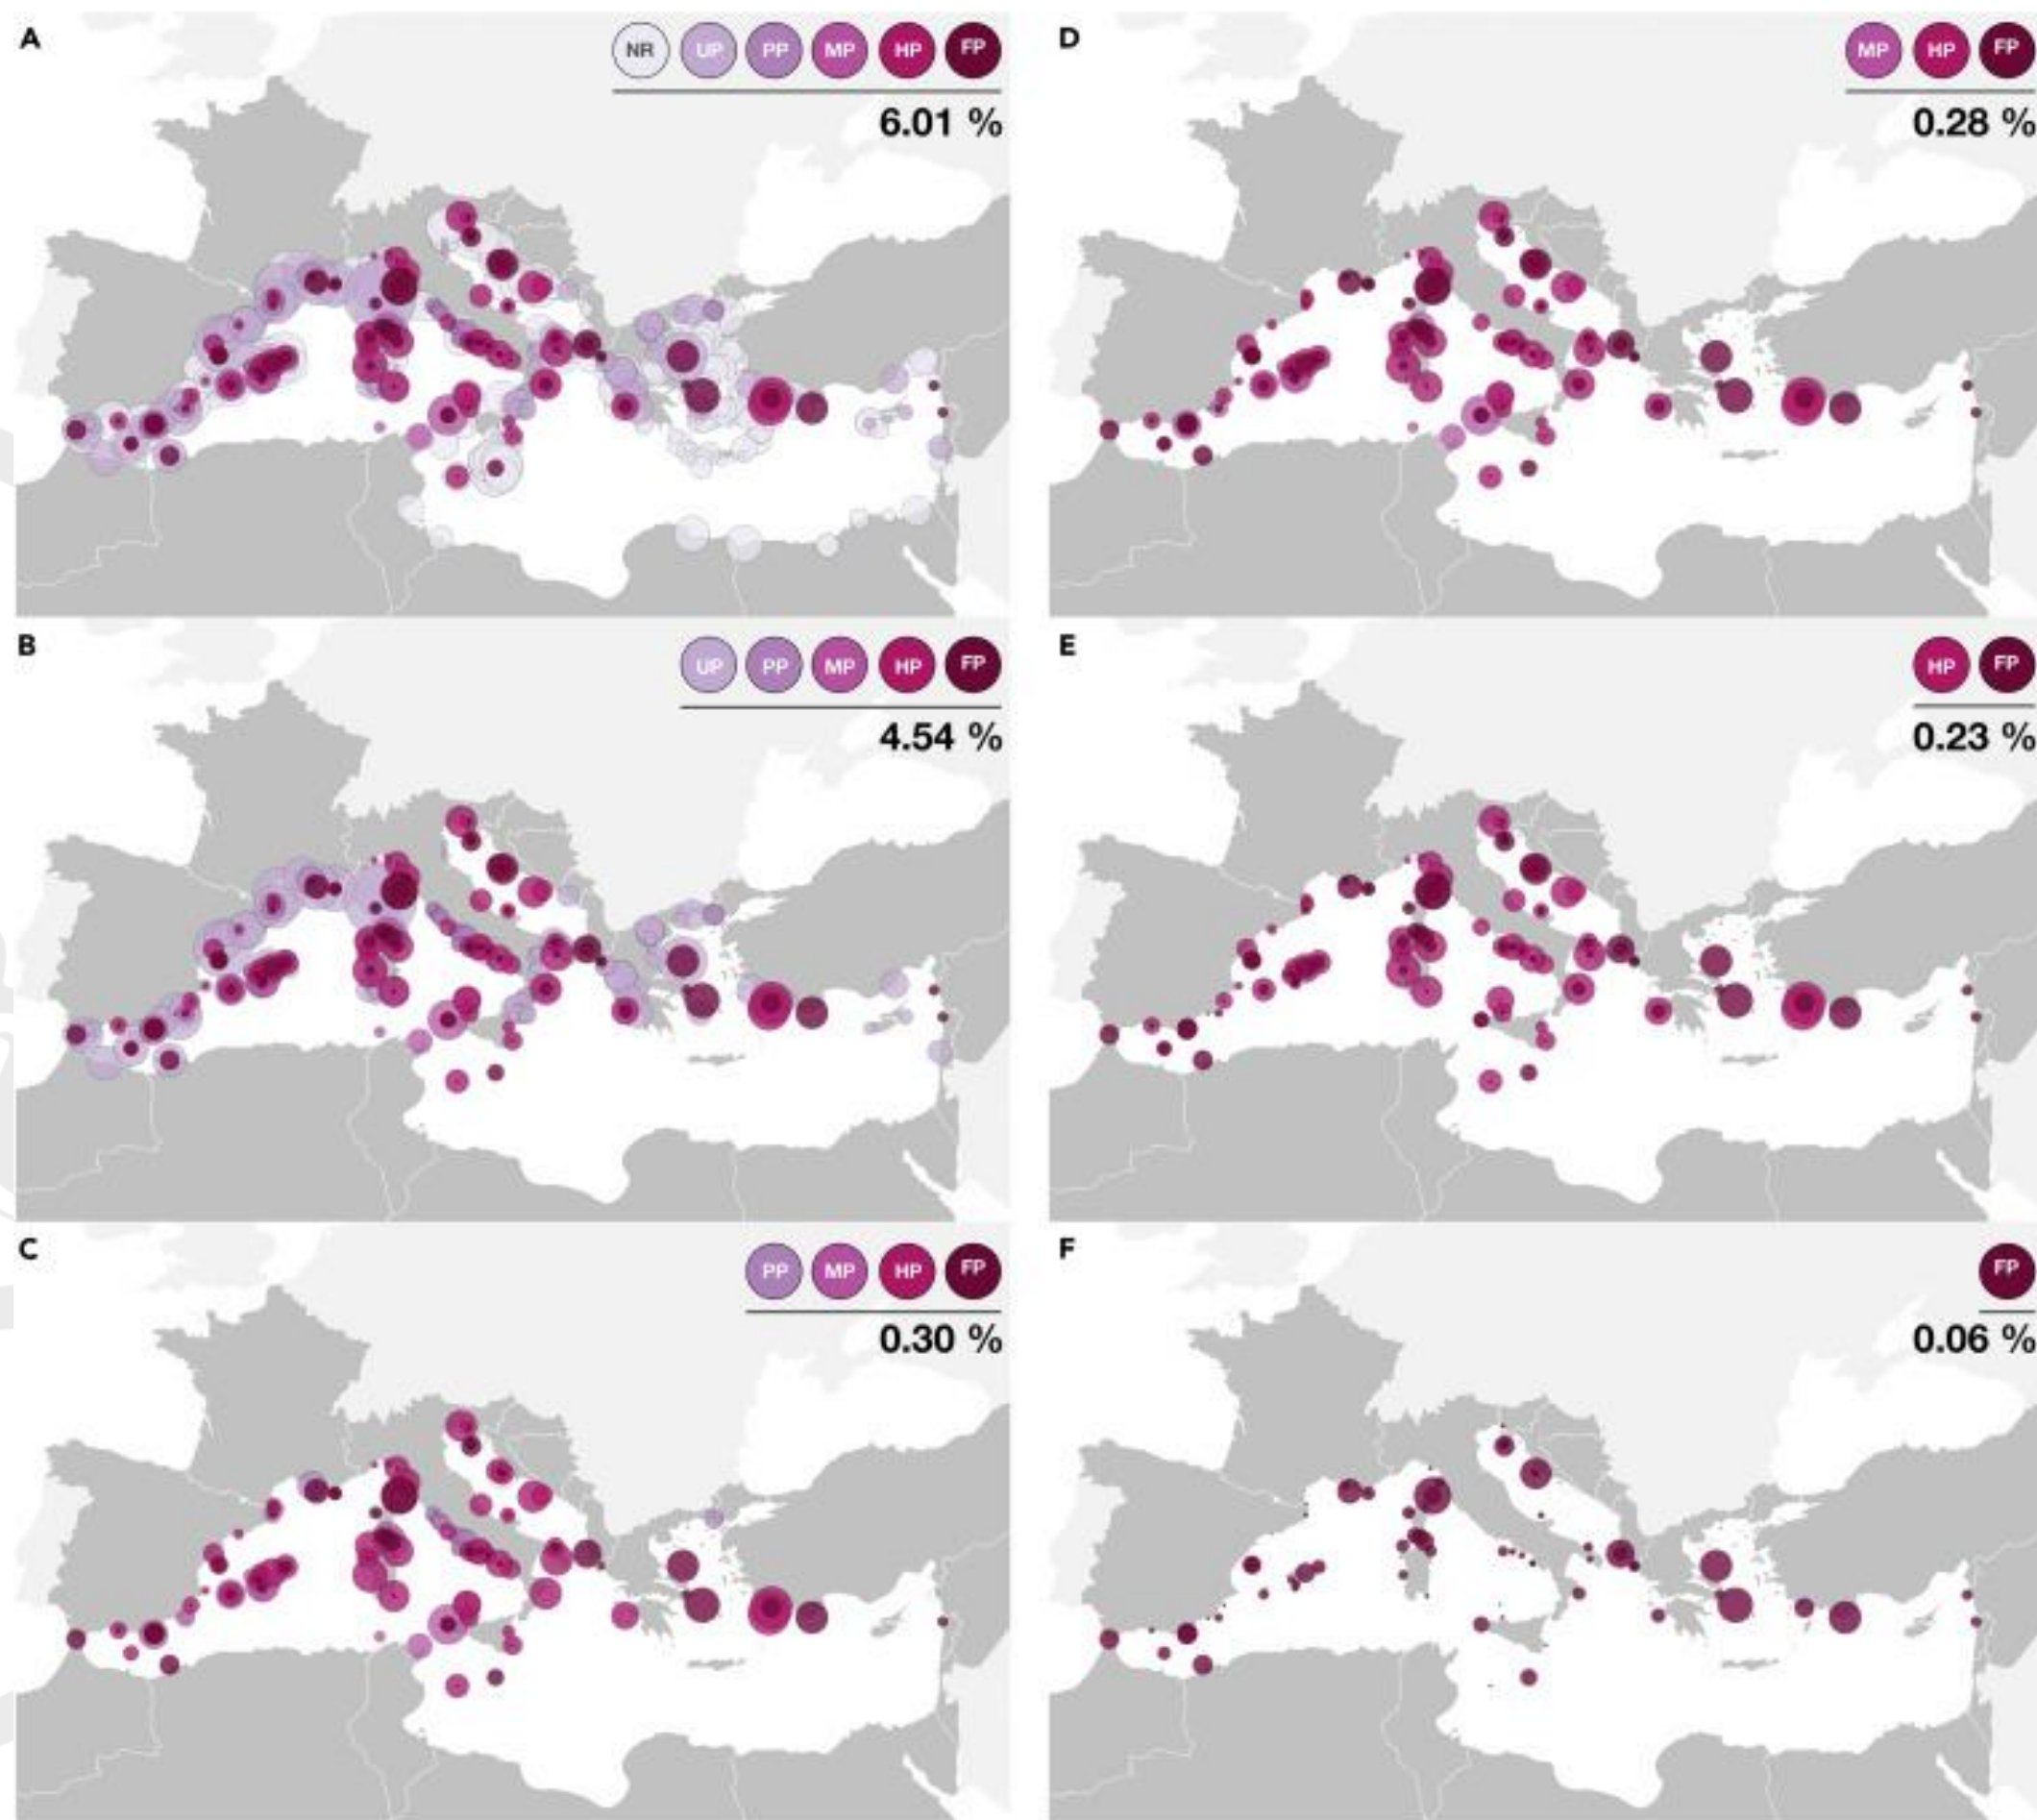 A
NR UP PP MP HP FP
6.01 %
D
MP HP FP
0.28 %
B
UP PP MP HP FP
4.54 %
E
HP FP
0.23 %
C
PP MP HP FP
0.30 %
F
FP
0.06 %